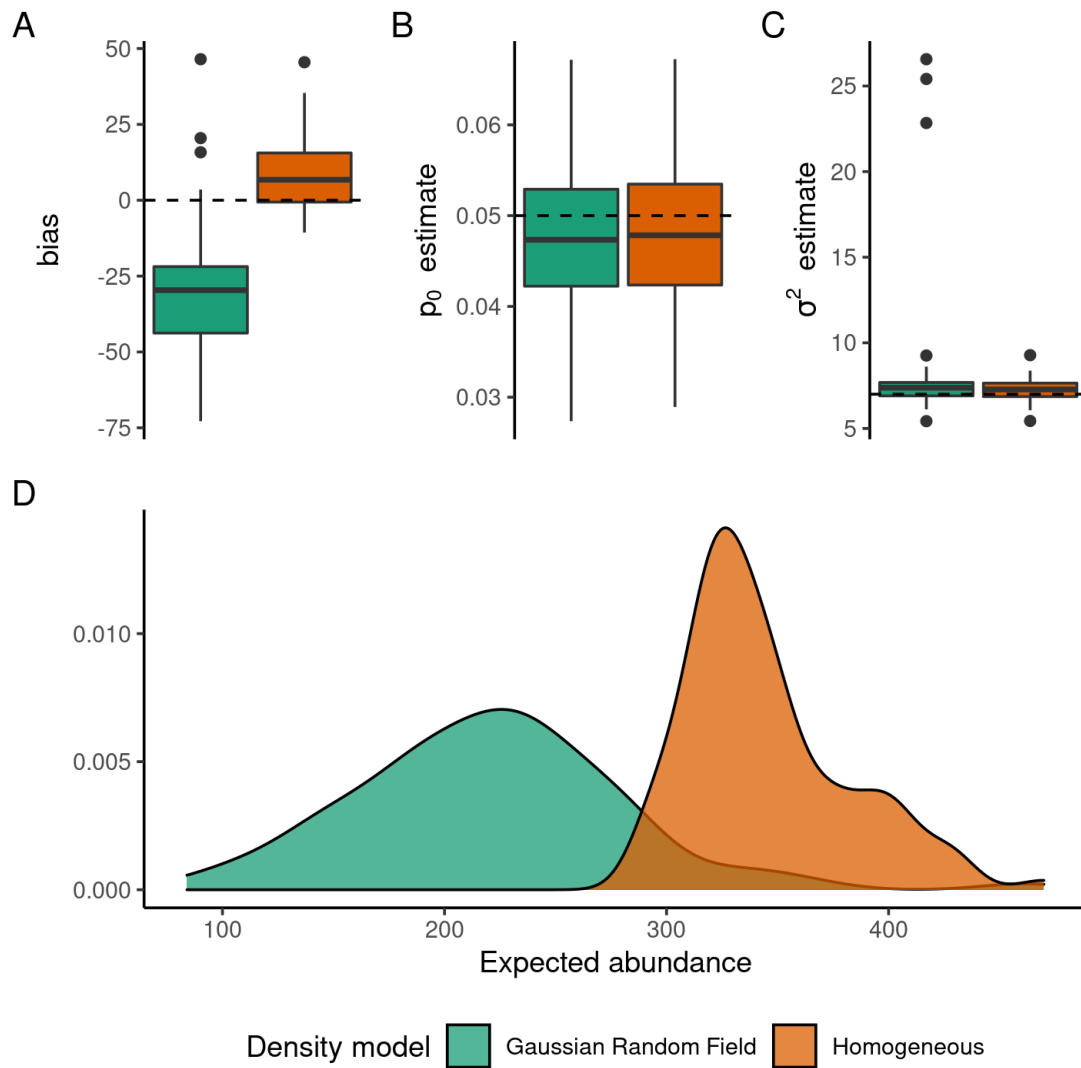 A
bias
50
25
0
-25
-50
-75
B
p₀ estimate
0.06
0.05
0.04
0.03
C
σ² estimate
25
20
15
10
5
D
0.010
0.005
0.000
100 200 300 400
Expected abundance
Density model Gaussian Random Field Homogeneous